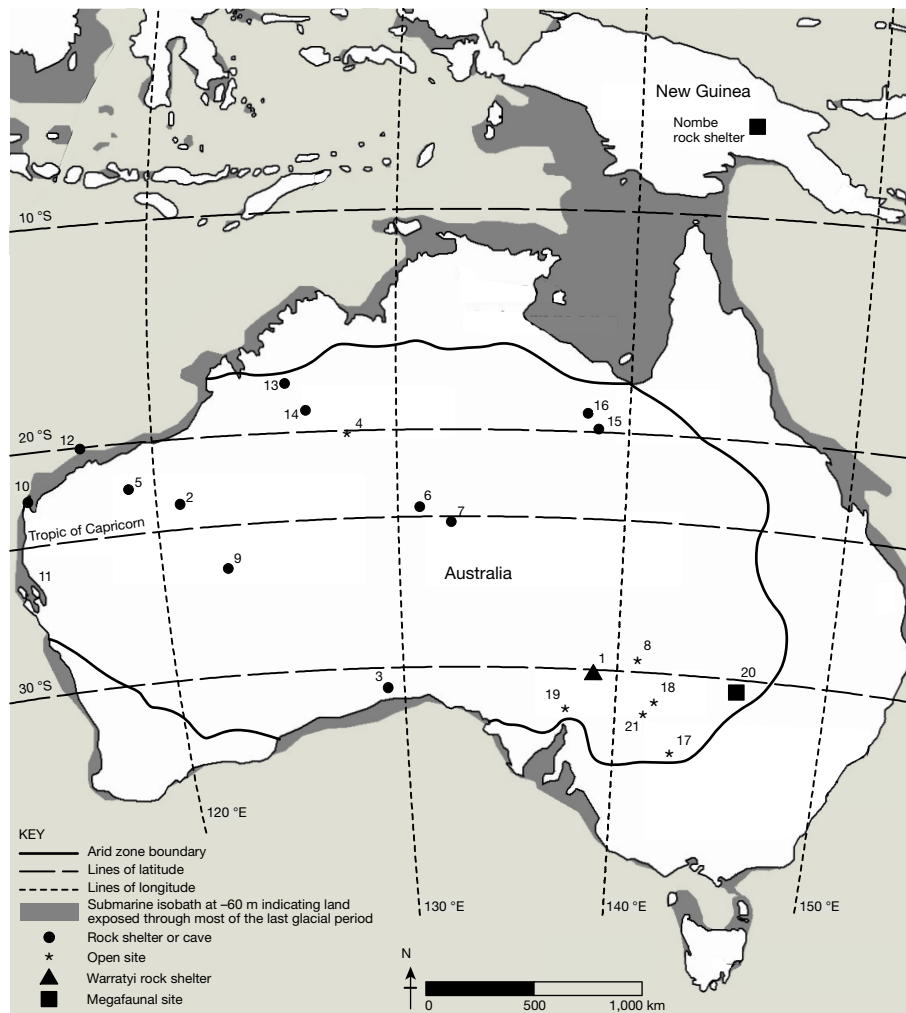 New Guinea
Nombe
rock shelter
10 °S
13
14
4
16
15
20 °S
12
10
5
2
6
7
Tropic of Capricorn
9
Australia
11
1
8
20
3
30 °S
19
18
21
17
120 °E
KEY
Arid zone boundary
Lines of latitude
Lines of longitude
Submarine isobath at –60 m indicating land
exposed through most of the last glacial period
Rock shelter or cave
Open site
Warratyi rock shelter
Megafaunal site
130 °E
140 °E
150 °E
N
0 500 1,000 km